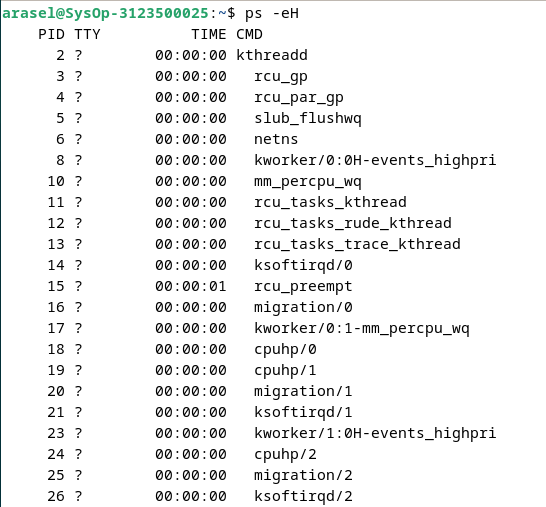 arasel@SysOp-3123500025:~$ ps -eH
    PID TTY          TIME CMD
      2 ?        00:00:00 kthreadd
      3 ?        00:00:00   rcu_gp
      4 ?        00:00:00   rcu_par_gp
      5 ?        00:00:00   slub_flushwq
      6 ?        00:00:00   netns
      8 ?        00:00:00   kworker/0:0H-events_highpri
     10 ?        00:00:00   mm_percpu_wq
     11 ?        00:00:00   rcu_tasks_kthread
     12 ?        00:00:00   rcu_tasks_rude_kthread
     13 ?        00:00:00   rcu_tasks_trace_kthread
     14 ?        00:00:00   ksoftirqd/0
     15 ?        00:00:01   rcu_preempt
     16 ?        00:00:00   migration/0
     17 ?        00:00:00   kworker/0:1-mm_percpu_wq
     18 ?        00:00:00   cpuhp/0
     19 ?        00:00:00   cpuhp/1
     20 ?        00:00:00   migration/1
     21 ?        00:00:00   ksoftirqd/1
     23 ?        00:00:00   kworker/1:0H-events_highpri
     24 ?        00:00:00   cpuhp/2
     25 ?        00:00:00   migration/2
     26 ?        00:00:00   ksoftirqd/2